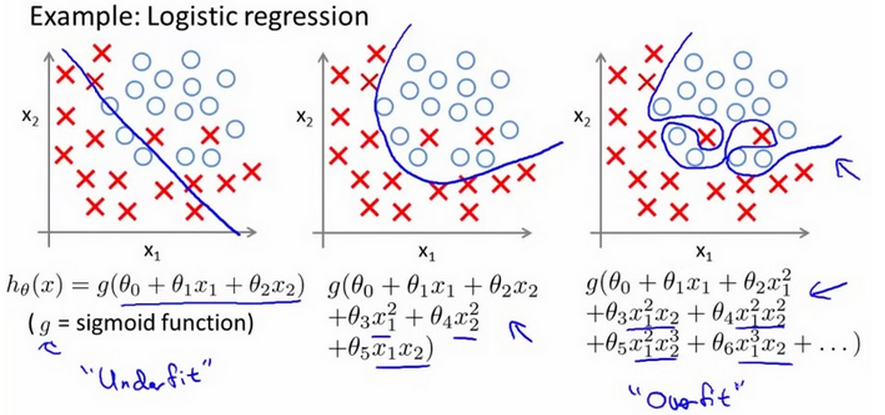 Example: Logistic regression
x₂
x₁
x₂
x₁
x₂
x₁
h_θ(x) = g(θ₀ + θ₁x₁ + θ₂x₂)
(g = sigmoid function)
"Underfit"
g(θ₀ + θ₁x₁ + θ₂x₂
+θ₃x₁² + θ₄x₂²
+θ₅x₁x₂)
g(θ₀ + θ₁x₁ + θ₂x₁²
+θ₃x₁²x₂ + θ₄x₁²x₂²
+θ₅x₁²x₂³ + θ₆x₁³x₂ + ...)
"Overfit"